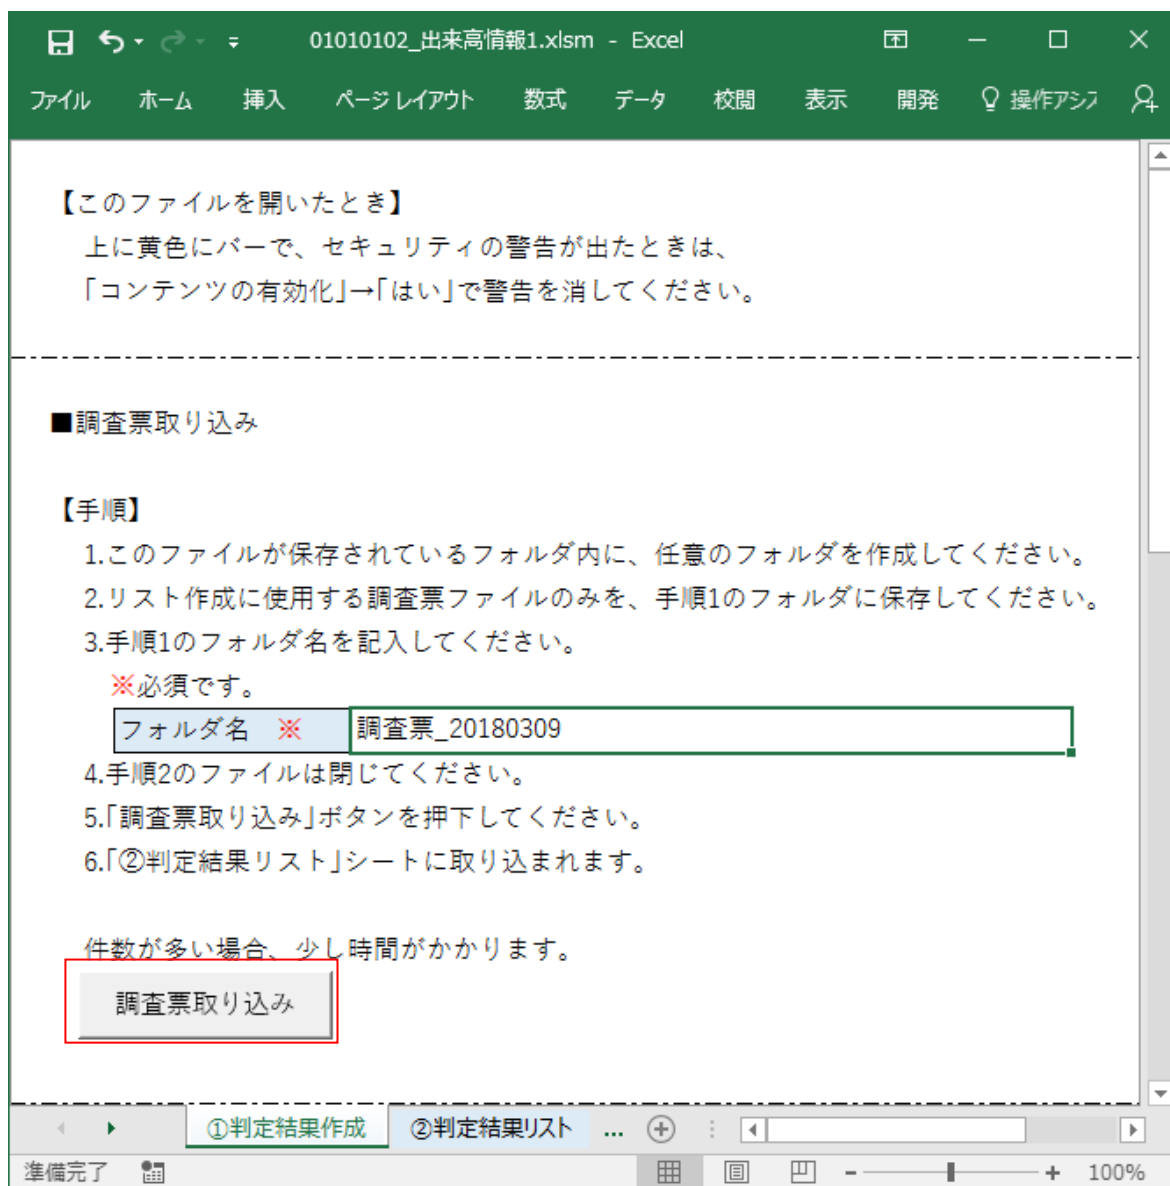 01010102_出来高情報1.xlsm - Excel
ファイル ホーム 挿入 ページ レイアウト 数式 データ 校閲 表示 開発 操作アシス
【このファイルを開いたとき】
上に黄色にバーで、セキュリティの警告が出たときは、
「コンテンツの有効化」→「はい」で警告を消してください。
■調査票取り込み
【手順】
1.このファイルが保存されているフォルダ内に、任意のフォルダを作成してください。
2.リスト作成に使用する調査票ファイルのみを、手順1のフォルダに保存してください。
3.手順1のフォルダ名を記入してください。
※必須です。
フォルダ名 ※ 調査票_20180309
4.手順2のファイルは閉じてください。
5.「調査票取り込み」ボタンを押下してください。
6.「②判定結果リスト」シートに取り込まれます。
件数が多い場合、少し時間がかかります。
調査票取り込み
①判定結果作成 ②判定結果リスト ...
準備完了 100%